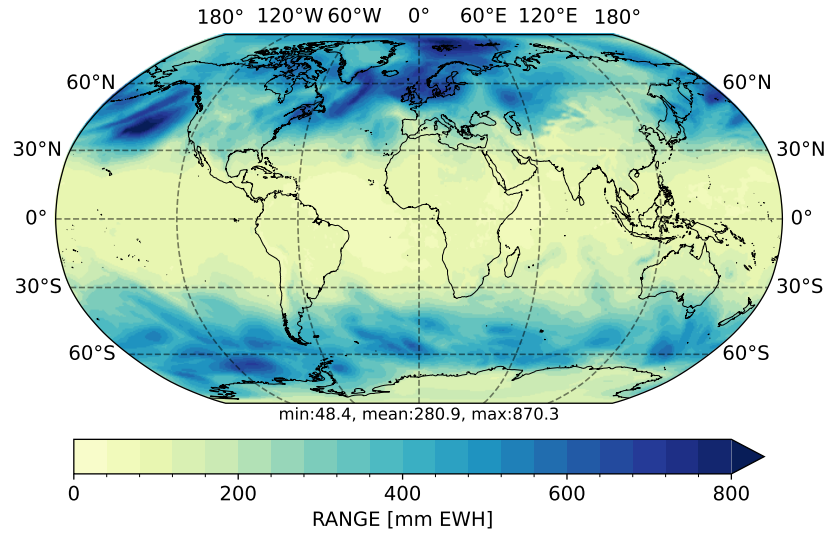 180° 120°W 60°W 0° 60°E 120°E 180°
60°N 60°N
30°N 30°N
0° 0°
30°S 30°S
60°S 60°S
min:48.4, mean:280.9, max:870.3
0 200 400 600 800
RANGE [mm EWH]